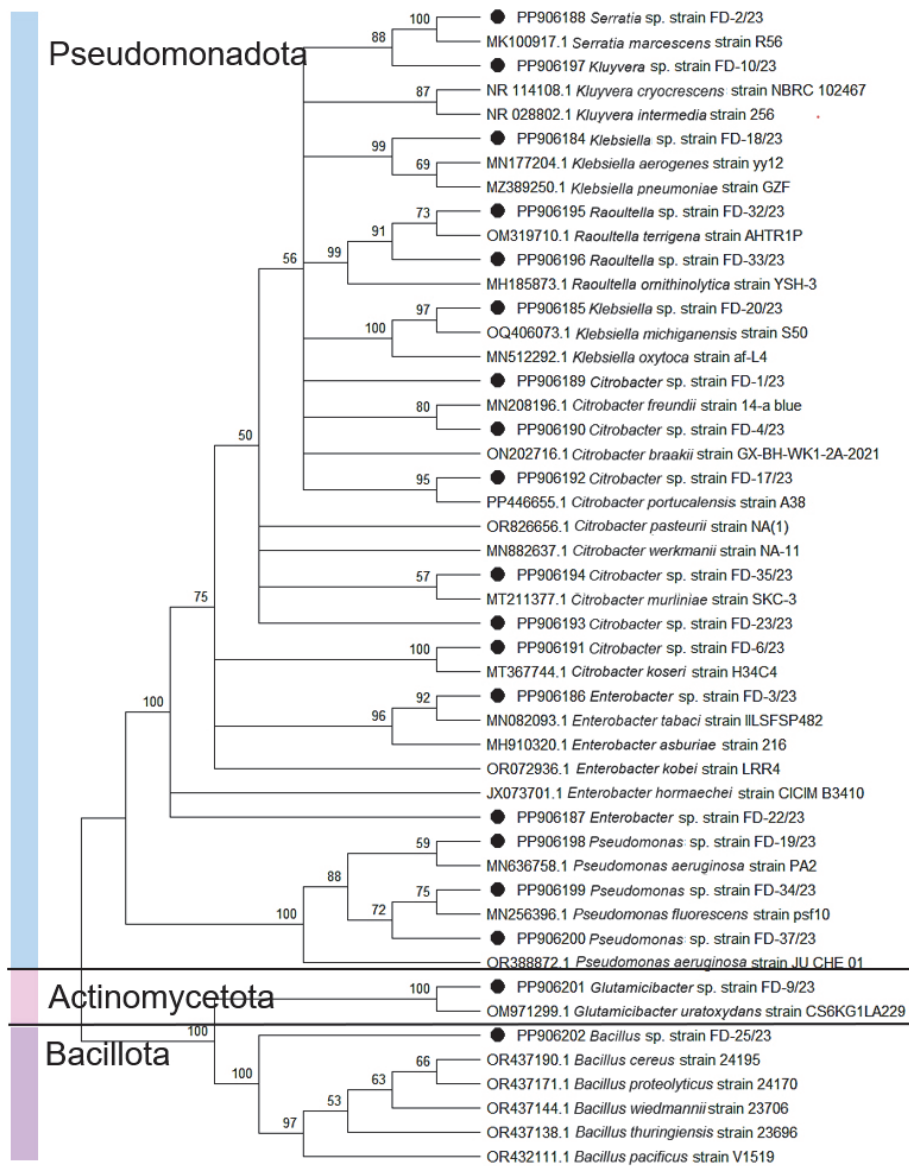 Pseudomonadota
100
PP906188 Serratia sp. strain FD-2/23
88
MK100917.1 Serratia marcescens strain R56
PP906197 Kluyvera sp. strain FD-10/23
87
NR 114108.1 Kluyvera cryocrescens strain NBRC 102467
NR 028802.1 Kluyvera intermedia strain 256
99
PP906184 Klebsiella sp. strain FD-18/23
69
MN177204.1 Klebsiella aerogenes strain yy12
MZ389250.1 Klebsiella pneumoniae strain GZF
73
PP906195 Raoultella sp. strain FD-32/23
91
OM319710.1 Raoultella terrigena strain AHTR1P
56
99
PP906196 Raoultella sp. strain FD-33/23
MH185873.1 Raoultella ornithinolytica strain YSH-3
97
PP906185 Klebsiella sp. strain FD-20/23
100
OQ406073.1 Klebsiella michiganensis strain S50
MN512292.1 Klebsiella oxytoca strain af-L4
PP906189 Citrobacter sp. strain FD-1/23
80
MN208196.1 Citrobacter freundii strain 14-a blue
PP906190 Citrobacter sp. strain FD-4/23
50
ON202716.1 Citrobacter braakii strain GX-BH-WK1-2A-2021
95
PP906192 Citrobacter sp. strain FD-17/23
PP446655.1 Citrobacter portucalensis strain A38
OR826656.1 Citrobacter pasteurii strain NA(1)
MN882637.1 Citrobacter werkmanii strain NA-11
57
PP906194 Citrobacter sp. strain FD-35/23
75
MT211377.1 Citrobacter murliniae strain SKC-3
PP906193 Citrobacter sp. strain FD-23/23
100
PP906191 Citrobacter sp. strain FD-6/23
MT367744.1 Citrobacter koseri strain H34C4
100
92
PP906186 Enterobacter sp. strain FD-3/23
96
MN082093.1 Enterobacter tabaci strain IILSFSP482
MH910320.1 Enterobacter asburiae strain 216
OR072936.1 Enterobacter kobei strain LRR4
JX073701.1 Enterobacter hormaechei strain CICIM B3410
PP906187 Enterobacter sp. strain FD-22/23
59
PP906198 Pseudomonas sp. strain FD-19/23
88
MN636758.1 Pseudomonas aeruginosa strain PA2
75
PP906199 Pseudomonas sp. strain FD-34/23
100
72
MN256396.1 Pseudomonas fluorescens strain psf10
PP906200 Pseudomonas sp. strain FD-37/23
OR388872.1 Pseudomonas aeruginosa strain JU CHE 01
Actinomycetota
100
PP906201 Glutamicibacter sp. strain FD-9/23
OM971299.1 Glutamicibacter uratoxydans strain CS6KG1LA229
100
Bacillota
PP906202 Bacillus sp. strain FD-25/23
100
66
OR437190.1 Bacillus cereus strain 24195
63
OR437171.1 Bacillus proteolyticus strain 24170
53
OR437144.1 Bacillus wiedmannii strain 23706
97
OR437138.1 Bacillus thuringiensis strain 23696
OR432111.1 Bacillus pacificus strain V1519